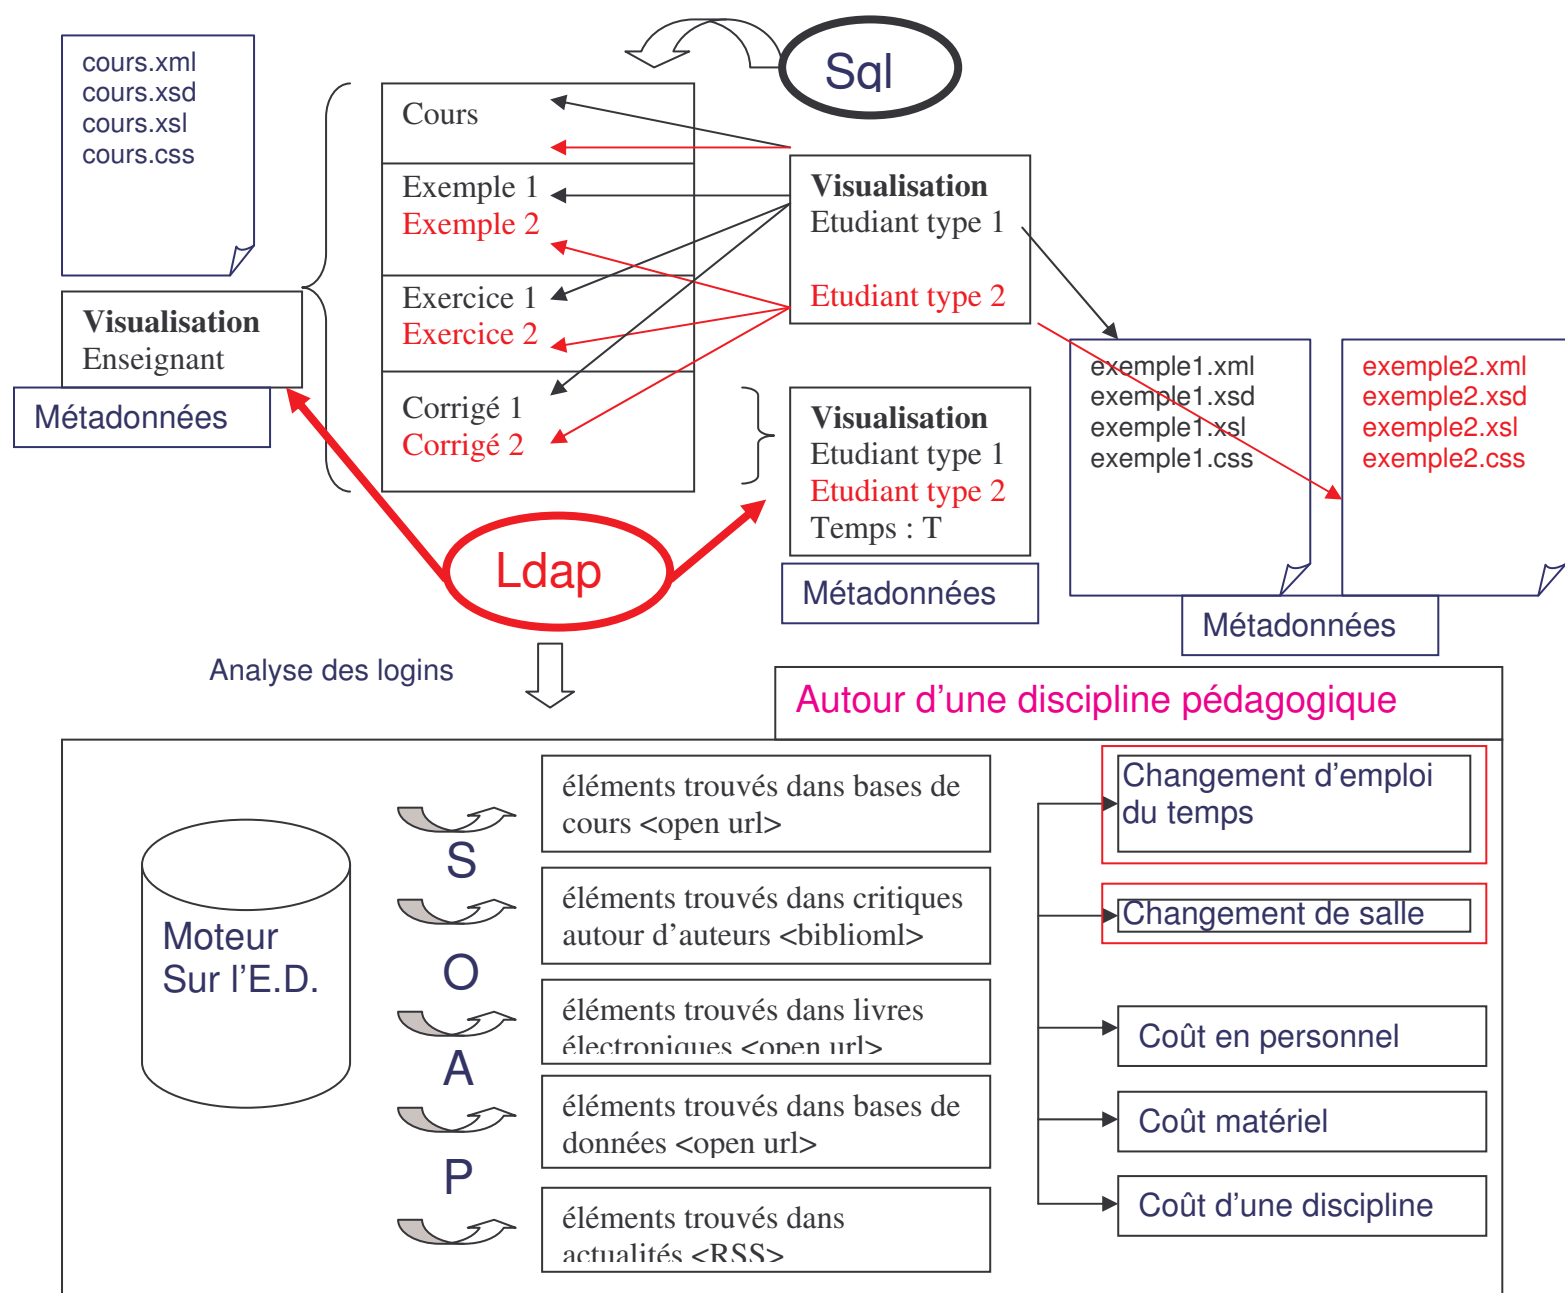 cours.xml
cours.xsd
cours.xsl
cours.css
Sql
Cours
Exemple 1
Exemple 2
Exercice 1
Exercice 2
Corrigé 1
Corrigé 2
Visualisation
Enseignant
Métadonnées
Visualisation
Etudiant type 1
Etudiant type 2
Visualisation
Etudiant type 1
Etudiant type 2
Temps : T
Métadonnées
exemple1.xml
exemple1.xsd
exemple1.xsl
exemple1.css
exemple2.xml
exemple2.xsd
exemple2.xsl
exemple2.css
Métadonnées
Ldap
Analyse des logins
Autour d’une discipline pédagogique
Moteur
Sur l’E.D.
S
O
A
P
éléments trouvés dans bases de
cours <open url>
éléments trouvés dans critiques
autour d’auteurs <biblioml>
éléments trouvés dans livres
électroniques <open url>
éléments trouvés dans bases de
données <open url>
éléments trouvés dans
actualités <RSS>
Changement d’emploi
du temps
Changement de salle
Coût en personnel
Coût matériel
Coût d’une discipline